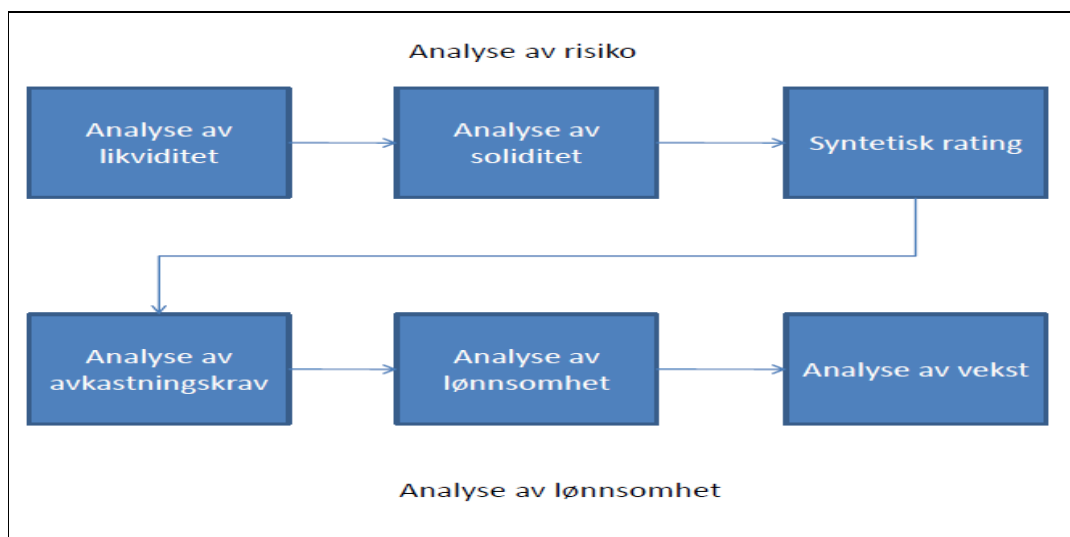 Analyse av risiko
Analyse av
likviditet
Analyse av
soliditet
Syntetisk rating
Analyse av
avkastningskrav
Analyse av
lønnsomhet
Analyse av vekst
Analyse av lønnsomhet